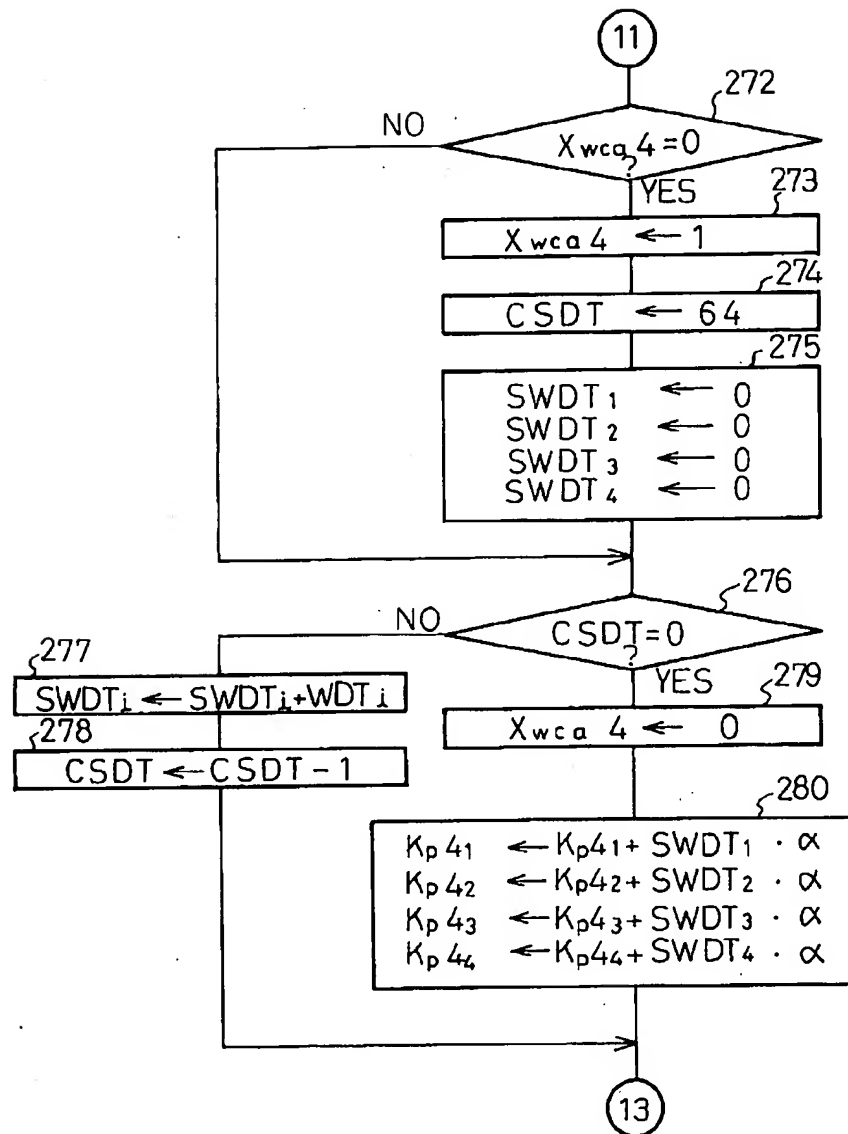 11
272
NO
Xwca4=0
?
YES
273
Xwca4 ← 1
274
CSDT ← 64
275
SWDT1 ← 0
SWDT2 ← 0
SWDT3 ← 0
SWDT4 ← 0
276
NO
CSDT=0
?
YES
277
SWDTi ← SWDTi+WDTi
278
CSDT ← CSDT-1
279
Xwca 4 ← 0
280
Kp41 ← Kp41+ SWDT1 · α
Kp42 ← Kp42+ SWDT2 · α
Kp43 ← Kp43+ SWDT3 · α
Kp44 ← Kp44+ SWDT4 · α
13